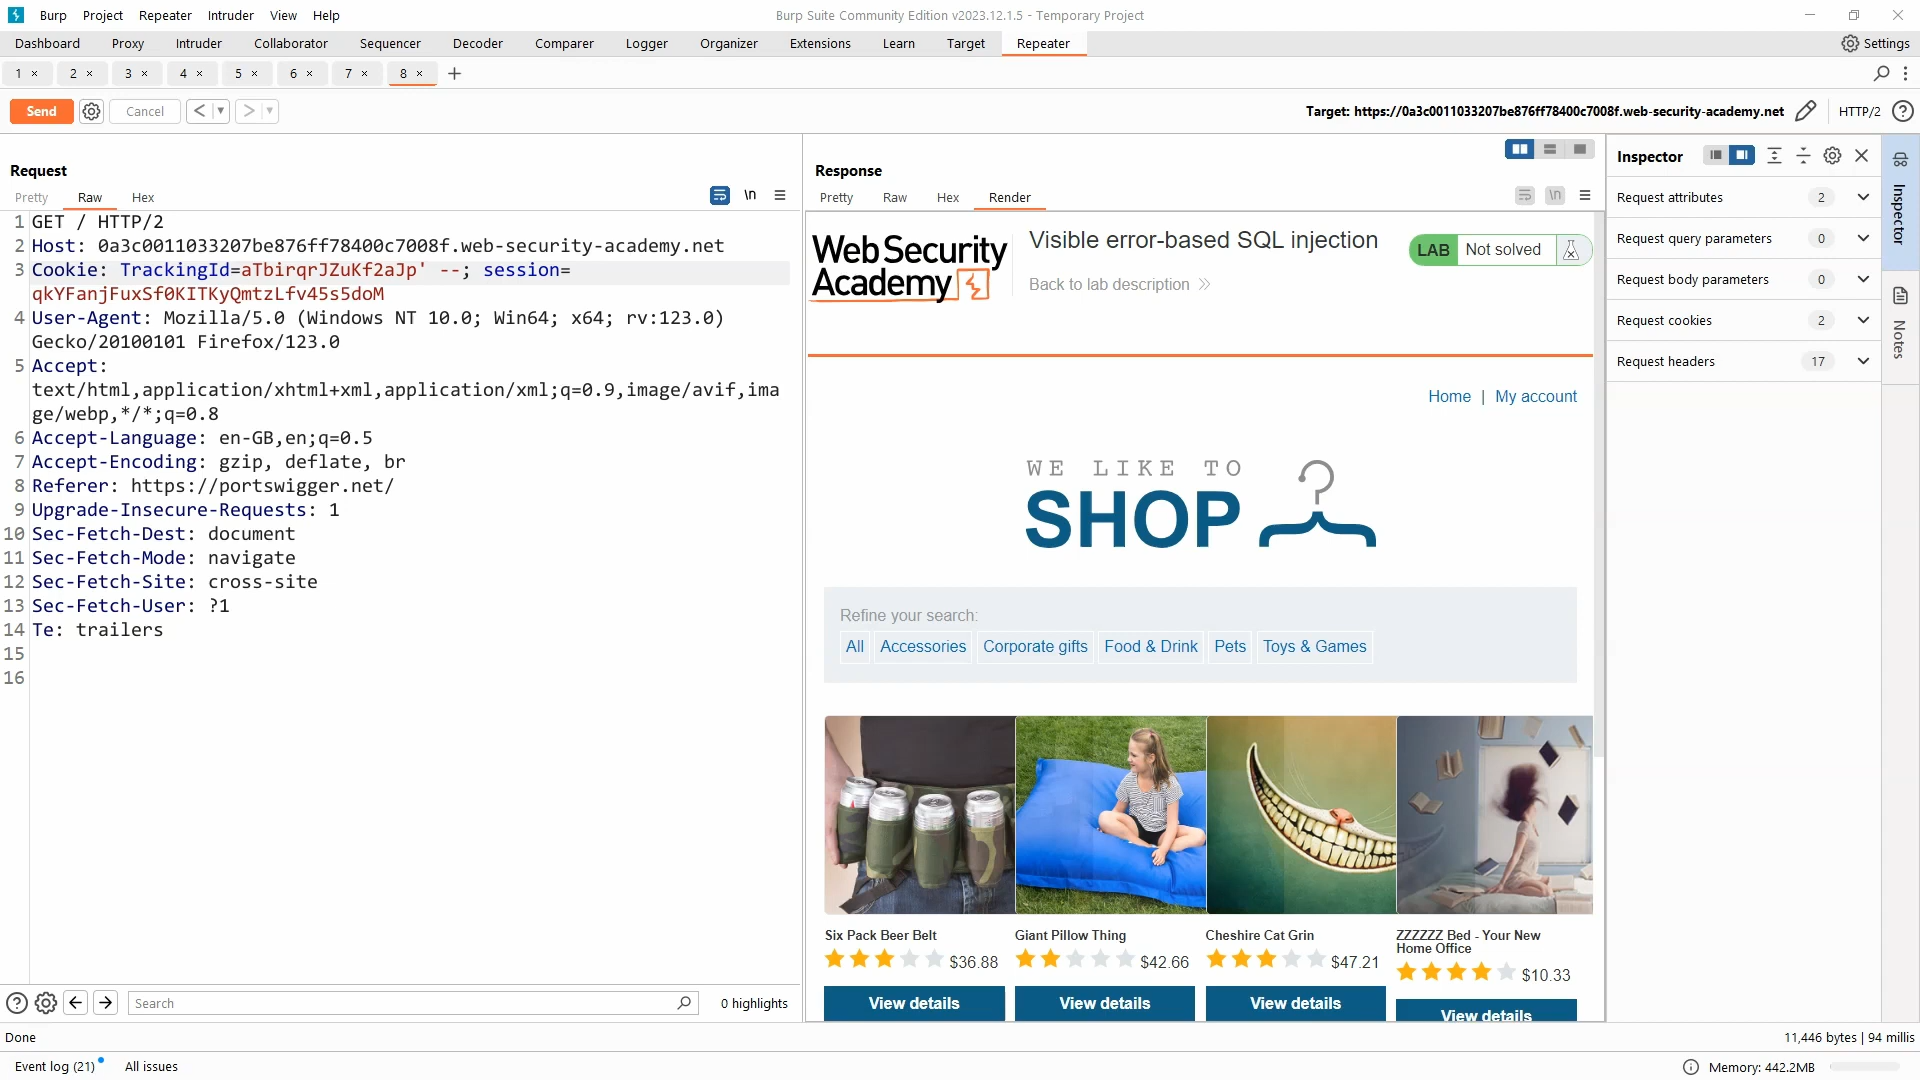 Burp Project Repeater Intruder View Help
Burp Suite Community Edition v2023.12.1.5 - Temporary Project
Dashboard Proxy Intruder Collaborator Sequencer Decoder Comparer Logger Organizer Extensions Learn Target Repeater
Settings
1 × 2 × 3 × 4 × 5 × 6 × 7 × 8 × +
Send Cancel < >
Target: https://0a3c0011033207be876ff78400c7008f.web-security-academy.net
HTTP/2
Request
Pretty Raw Hex
\n
1 GET / HTTP/2
2 Host: 0a3c0011033207be876ff78400c7008f.web-security-academy.net
3 Cookie: TrackingId=aTbirqrJZuKf2aJp' --; session=
qkYFanjFuxSf0KITKyQmtzLfv45s5doM
4 User-Agent: Mozilla/5.0 (Windows NT 10.0; Win64; x64; rv:123.0)
Gecko/20100101 Firefox/123.0
5 Accept:
text/html,application/xhtml+xml,application/xml;q=0.9,image/avif,ima
ge/webp,*/*;q=0.8
6 Accept-Language: en-GB,en;q=0.5
7 Accept-Encoding: gzip, deflate, br
8 Referer: https://portswigger.net/
9 Upgrade-Insecure-Requests: 1
10 Sec-Fetch-Dest: document
11 Sec-Fetch-Mode: navigate
12 Sec-Fetch-Site: cross-site
13 Sec-Fetch-User: ?1
14 Te: trailers
15
16
Search
0 highlights
Response
Pretty Raw Hex Render
\n
Web Security
Academy
Visible error-based SQL injection
Back to lab description
LAB Not solved
Home | My account
WE LIKE TO
SHOP
Refine your search:
All Accessories Corporate gifts Food & Drink Pets Toys & Games
Six Pack Beer Belt
$36.88
View details
Giant Pillow Thing
$42.66
View details
Cheshire Cat Grin
$47.21
View details
ZZZZZZ Bed - Your New
Home Office
$10.33
View details
Inspector
Request attributes 2
Request query parameters 0
Request body parameters 0
Request cookies 2
Request headers 17
Inspector
Notes
Done
11,446 bytes | 94 millis
Event log (21) All issues
Memory: 442.2MB